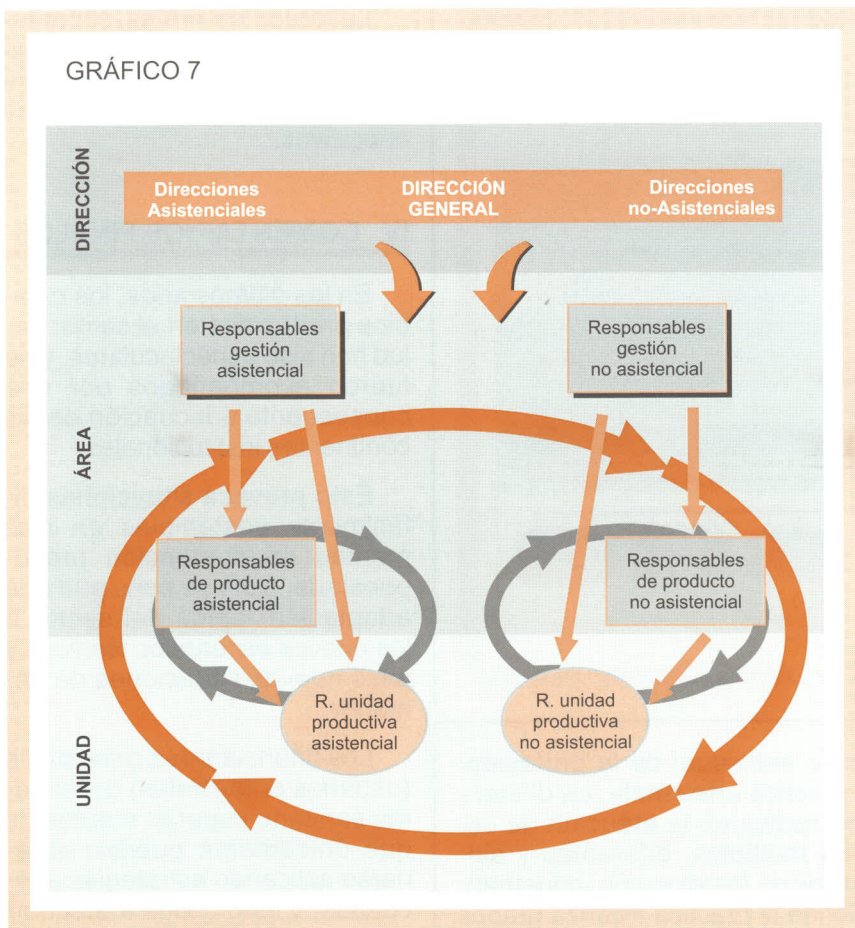 GRÁFICO 7
DIRECCIÓN
Direcciones
Asistenciales
DIRECCIÓN
GENERAL
Direcciones
no-Asistenciales
ÁREA
Responsables
gestión
asistencial
Responsables
gestión
no asistencial
Responsables
de producto
asistencial
Responsables
de producto
no asistencial
UNIDAD
R. unidad
productiva
asistencial
R. unidad
productiva
no asistencial